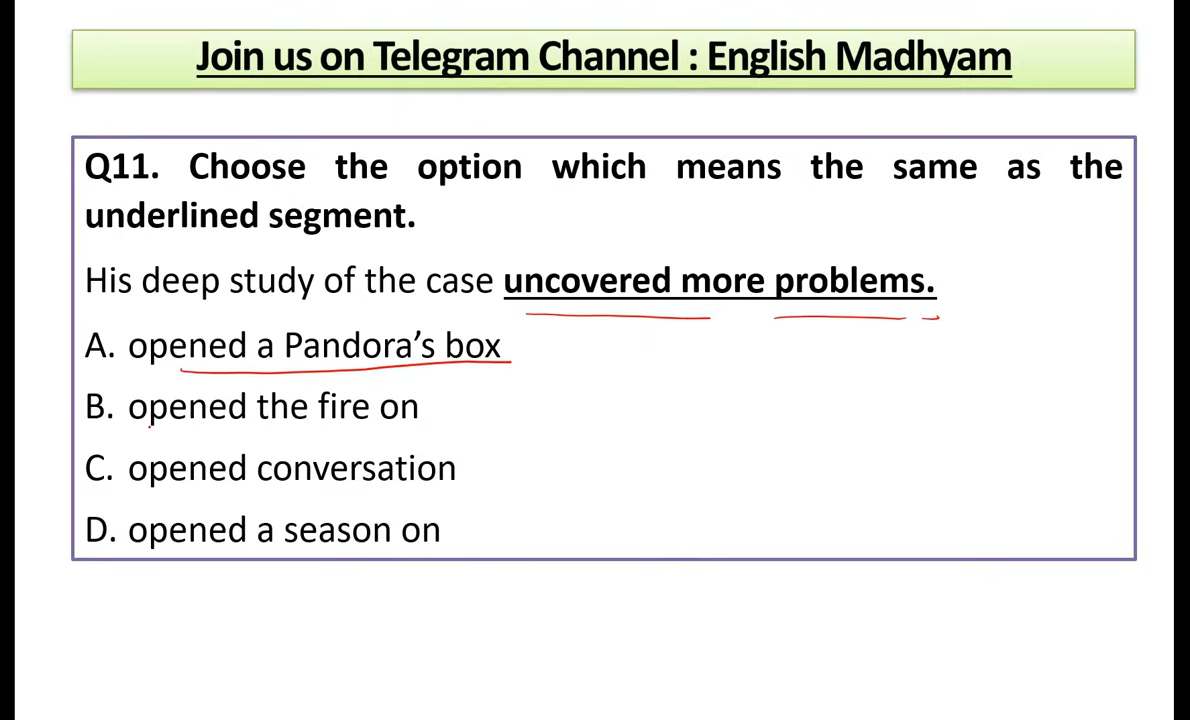 Join us on Telegram Channel : English Madhyam
Q11. Choose the option which means the same as the
underlined segment.
His deep study of the case uncovered more problems.
A. opened a Pandora’s box
B. opened the fire on
C. opened conversation
D. opened a season on